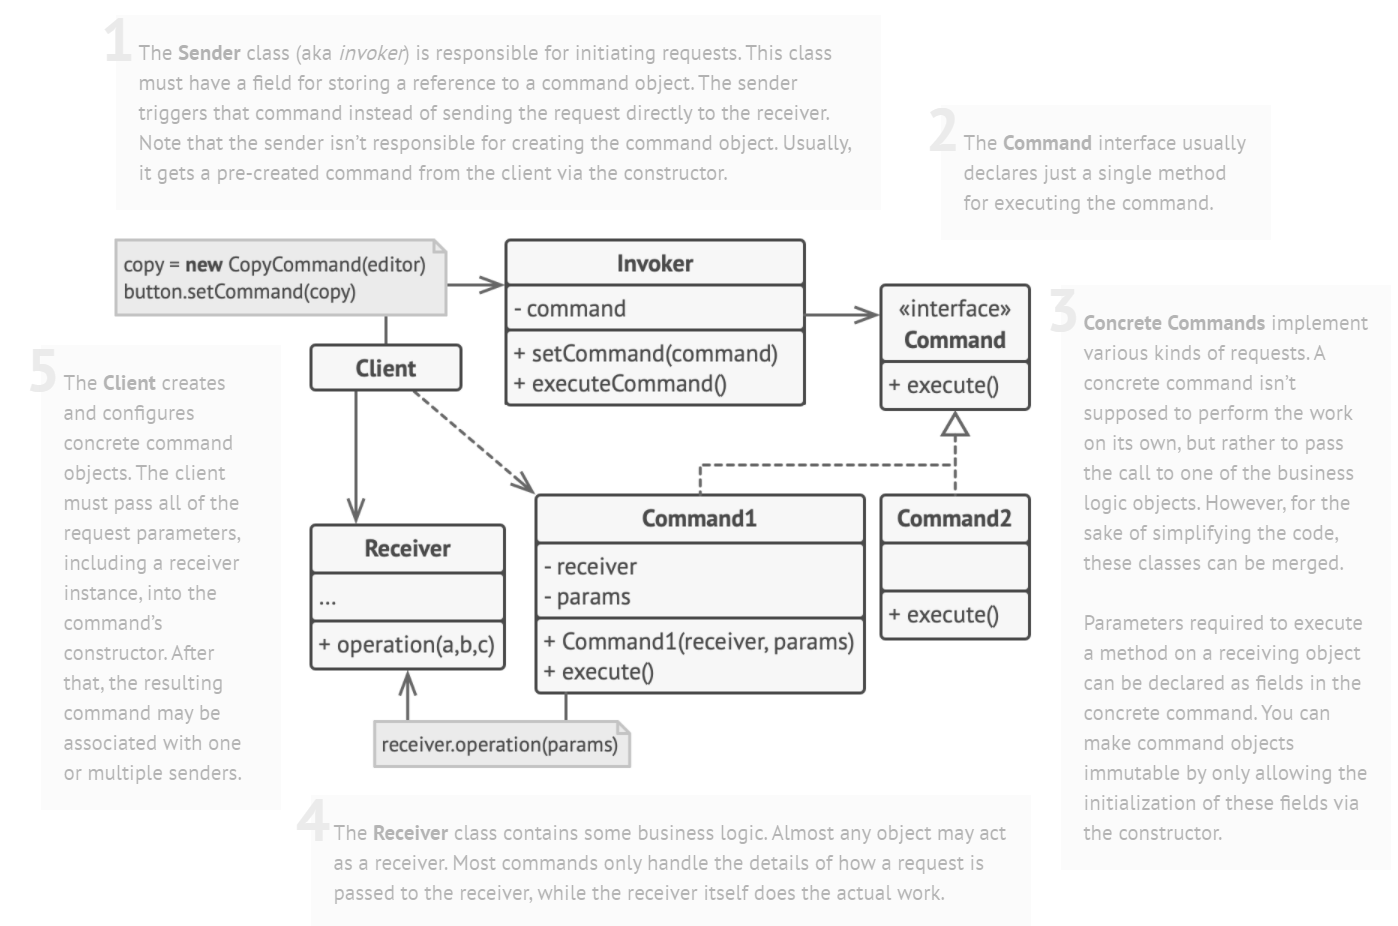 1
The Sender class (aka invoker) is responsible for initiating requests. This class
must have a field for storing a reference to a command object. The sender
triggers that command instead of sending the request directly to the receiver.
Note that the sender isn’t responsible for creating the command object. Usually,
it gets a pre-created command from the client via the constructor.
2
The Command interface usually
declares just a single method
for executing the command.
copy = new CopyCommand(editor)
button.setCommand(copy)
Invoker
- command
+ setCommand(command)
+ executeCommand()
«interface»
Command
+ execute()
3
Concrete Commands implement
various kinds of requests. A
concrete command isn’t
supposed to perform the work
on its own, but rather to pass
the call to one of the business
logic objects. However, for the
sake of simplifying the code,
these classes can be merged.
Parameters required to execute
a method on a receiving object
can be declared as fields in the
concrete command. You can
make command objects
immutable by only allowing the
initialization of these fields via
the constructor.
Client
5
The Client creates
and configures
concrete command
objects. The client
must pass all of the
request parameters,
including a receiver
instance, into the
command’s
constructor. After
that, the resulting
command may be
associated with one
or multiple senders.
Receiver
...
+ operation(a,b,c)
Command1
- receiver
- params
+ Command1(receiver, params)
+ execute()
Command2
+ execute()
receiver.operation(params)
4
The Receiver class contains some business logic. Almost any object may act
as a receiver. Most commands only handle the details of how a request is
passed to the receiver, while the receiver itself does the actual work.